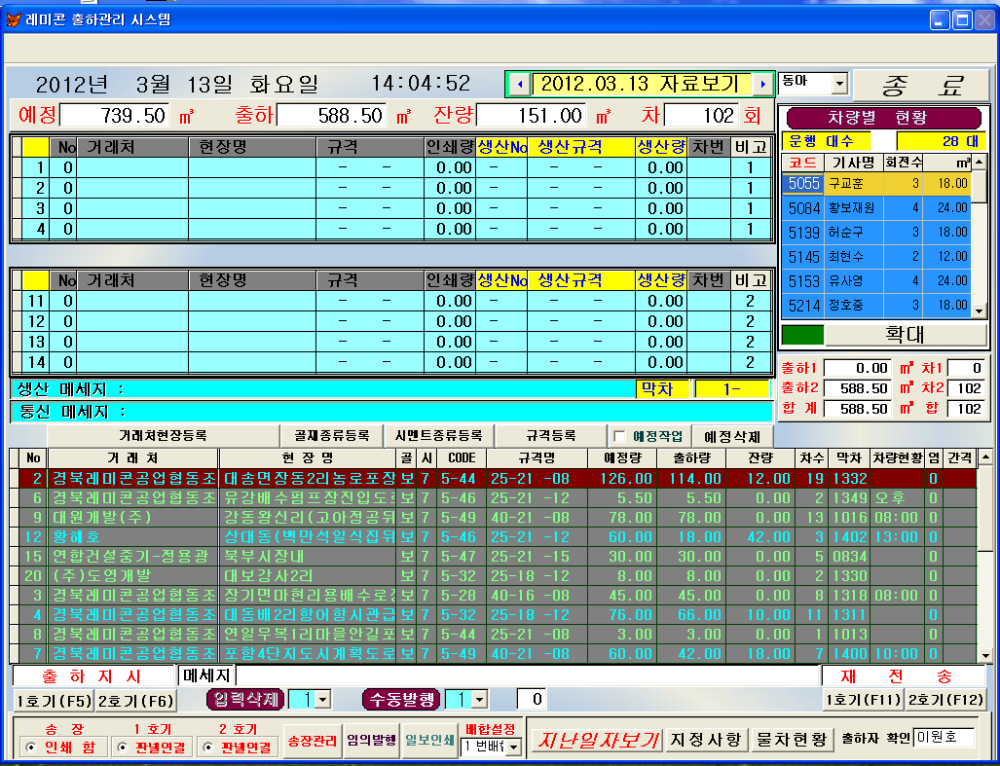 레미콘 출하관리 시스템
2012년 3월 13일 화요일 14:04:52 2012.03.13 자료보기 동아 종 료
예정 739.50 m³ 출하 588.50 m³ 잔량 151.00 m³ 차 102 회
차량별 현황
운행 대수 28 대
No 거래처 현장명 규격 인쇄량 생산No 생산규격 생산량 차번 비고
1 0 - - 0.00 - - - 0.00 1
2 0 - - 0.00 - - - 0.00 1
3 0 - - 0.00 - - - 0.00 1
4 0 - - 0.00 - - - 0.00 1
코드 기사명 회전수 m³
5055 구교훈 3 18.00
5084 황보재원 4 24.00
5139 허순구 3 18.00
5145 최현수 2 12.00
5153 유사영 4 24.00
5214 정호중 3 18.00
확대
No 거래처 현장명 규격 인쇄량 생산No 생산규격 생산량 차번 비고
11 0 - - 0.00 - - - 0.00 2
12 0 - - 0.00 - - - 0.00 2
13 0 - - 0.00 - - - 0.00 2
14 0 - - 0.00 - - - 0.00 2
출하1 0.00 m³ 차1 0
출하2 588.50 m³ 차2 102
합 계 588.50 m³ 합 102
생산 메세지 : 막차 1-
통신 메세지 :
거래처현장등록 골재종류등록 시멘트종류등록 규격등록 예정작업 예정삭제
No 거 래 처 현 장 명 골 시 CODE 규격명 예정량 출하량 잔량 차수 막차 차량현황 엄 간격
2 경북레미콘공업협동조 대송면장동2리농로포장 보 7 5-44 25-21 -08 126.00 114.00 12.00 19 1332 0
6 경북레미콘공업협동조 유강배수펌프장진입도로 보 7 5-46 25-21 -12 5.50 5.50 0.00 2 1349 오후 0
9 대원개발(주) 강동왕신리(고아정공뒤 보 7 5-49 40-21 -08 78.00 78.00 0.00 13 1016 08:00 0
12 황혜호 상대동(백만석일식집뒤 보 7 5-46 25-21 -12 60.00 18.00 42.00 3 1402 13:00 0
15 연합건설중기-정용광 북부시장내 보 7 5-47 25-21 -15 30.00 30.00 0.00 5 0834 0
20 (주)도영개발 대보강사2리 보 7 5-32 25-18 -12 8.00 8.00 0.00 2 1330 0
3 경북레미콘공업협동조 장기면마현리용배수로 보 7 5-28 40-16 -08 45.00 45.00 0.00 8 1318 08:00 0
4 경북레미콘공업협동조 대동배2리항어항시관급 보 7 5-32 25-18 -12 76.00 66.00 10.00 11 1311 0
8 경북레미콘공업협동조 연일우복1리마을안길포 보 7 5-44 25-21 -08 3.00 3.00 0.00 1 1013 0
7 경북레미콘공업협동조 포항4단지도시계획도로 보 7 5-49 40-21 -08 60.00 42.00 18.00 7 1400 10:00 0
출 하 지 시 메세지 재 전 송
1호기(F5) 2호기(F6) 입력삭제 1 수동발행 1 0 1호기(F11) 2호기(F12)
송 장 1 호기 2 호기 배합설정
인쇄 함 판넬연결 판넬연결 송장관리 임의발행 일보인쇄 1 번배합 지난일자보기 지정사항 물차현황 출하자 확인 이원호